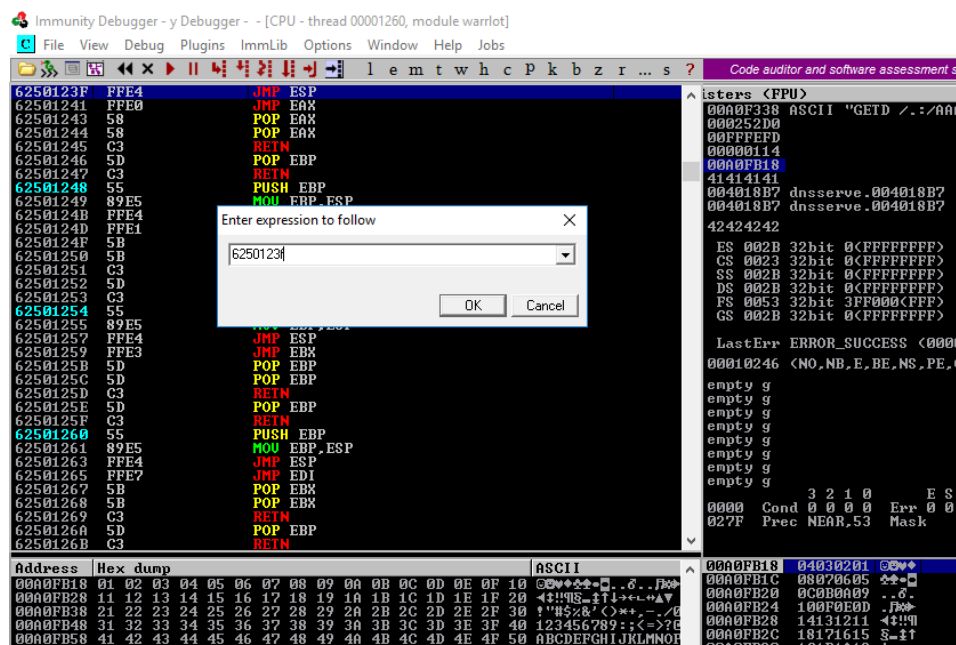 Immunity Debugger - y Debugger - - [CPU - thread 00001260, module warrlot]
C File View Debug Plugins ImmLib Options Window Help Jobs
l e m t w h c P k b z r ... s ? Code auditor and software assessment s
6250123F FFE4 JMP ESP
62501241 FFE0 JMP EAX
62501243 58 POP EAX
62501244 58 POP EAX
62501245 C3 RETN
62501246 5D POP EBP
62501247 C3 RETN
62501248 55 PUSH EBP
62501249 89E5 MOU EBP,ESP
6250124B FFE4
6250124D FFE1
6250124F 5B
62501250 5B
62501251 C3
62501252 5D
62501253 C3
62501254 55
62501255 89E5
62501257 FFE4 JMP ESP
62501259 FFE3 JMP EBX
6250125B 5D POP EBP
6250125C 5D POP EBP
6250125D C3 RETN
6250125E 5D POP EBP
6250125F C3 RETN
62501260 55 PUSH EBP
62501261 89E5 MOU EBP,ESP
62501263 FFE4 JMP ESP
62501265 FFE7 JMP EDI
62501267 5B POP EBX
62501268 5B POP EBX
62501269 C3 RETN
6250126A 5D POP EBP
6250126B C3 RETN
Enter expression to follow
6250123f
OK Cancel
isters (FPU)
00A0F338 ASCII "GETD /.:/AA
000252D0
00FFFEFD
00000114
00A0FB18
41414141
004018B7 dnsserve.004018B7
004018B7 dnsserve.004018B7
42424242
ES 002B 32bit 0(FFFFFFFF)
CS 0023 32bit 0(FFFFFFFF)
SS 002B 32bit 0(FFFFFFFF)
DS 002B 32bit 0(FFFFFFFF)
FS 0053 32bit 3FF000(FFF)
GS 002B 32bit 0(FFFFFFFF)
LastErr ERROR_SUCCESS (000
00010246 (NO,NB,E,BE,NS,PE,
empty g
empty g
empty g
empty g
empty g
empty g
empty g
empty g
3 2 1 0 E S
0000 Cond 0 0 0 0 Err 0 0
027F Prec NEAR,53 Mask
Address Hex dump ASCII
00A0FB18 01 02 03 04 05 06 07 08 09 0A 0B 0C 0D 0E 0F 10
00A0FB28 11 12 13 14 15 16 17 18 19 1A 1B 1C 1D 1E 1F 20
00A0FB38 21 22 23 24 25 26 27 28 29 2A 2B 2C 2D 2E 2F 30 !"#$%&'()*+,-./0
00A0FB48 31 32 33 34 35 36 37 38 39 3A 3B 3C 3D 3E 3F 40 123456789:;<=>?@
00A0FB58 41 42 43 44 45 46 47 48 49 4A 4B 4C 4D 4E 4F 50 ABCDEFGHIJKLMNOP
00A0FB18 04030201
00A0FB1C 08070605
00A0FB20 0C0B0A09
00A0FB24 100F0E0D
00A0FB28 14131211
00A0FB2C 18171615